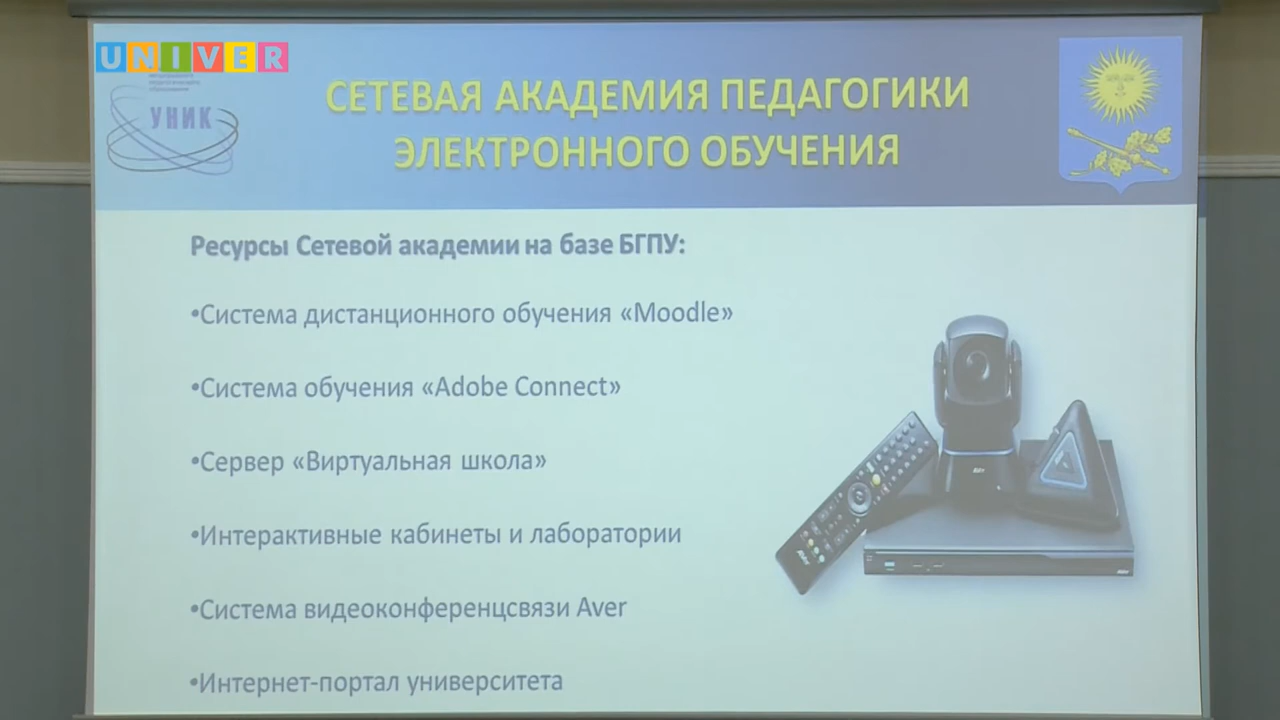 UNIVER
УНИК
СЕТЕВАЯ АКАДЕМИЯ ПЕДАГОГИКИ
ЭЛЕКТРОННОГО ОБУЧЕНИЯ
Ресурсы Сетевой академии на базе БГПУ:
•Система дистанционного обучения «Moodle»
•Система обучения «Adobe Connect»
•Сервер «Виртуальная школа»
•Интерактивные кабинеты и лаборатории
•Система видеоконференцсвязи Aver
•Интернет-портал университета